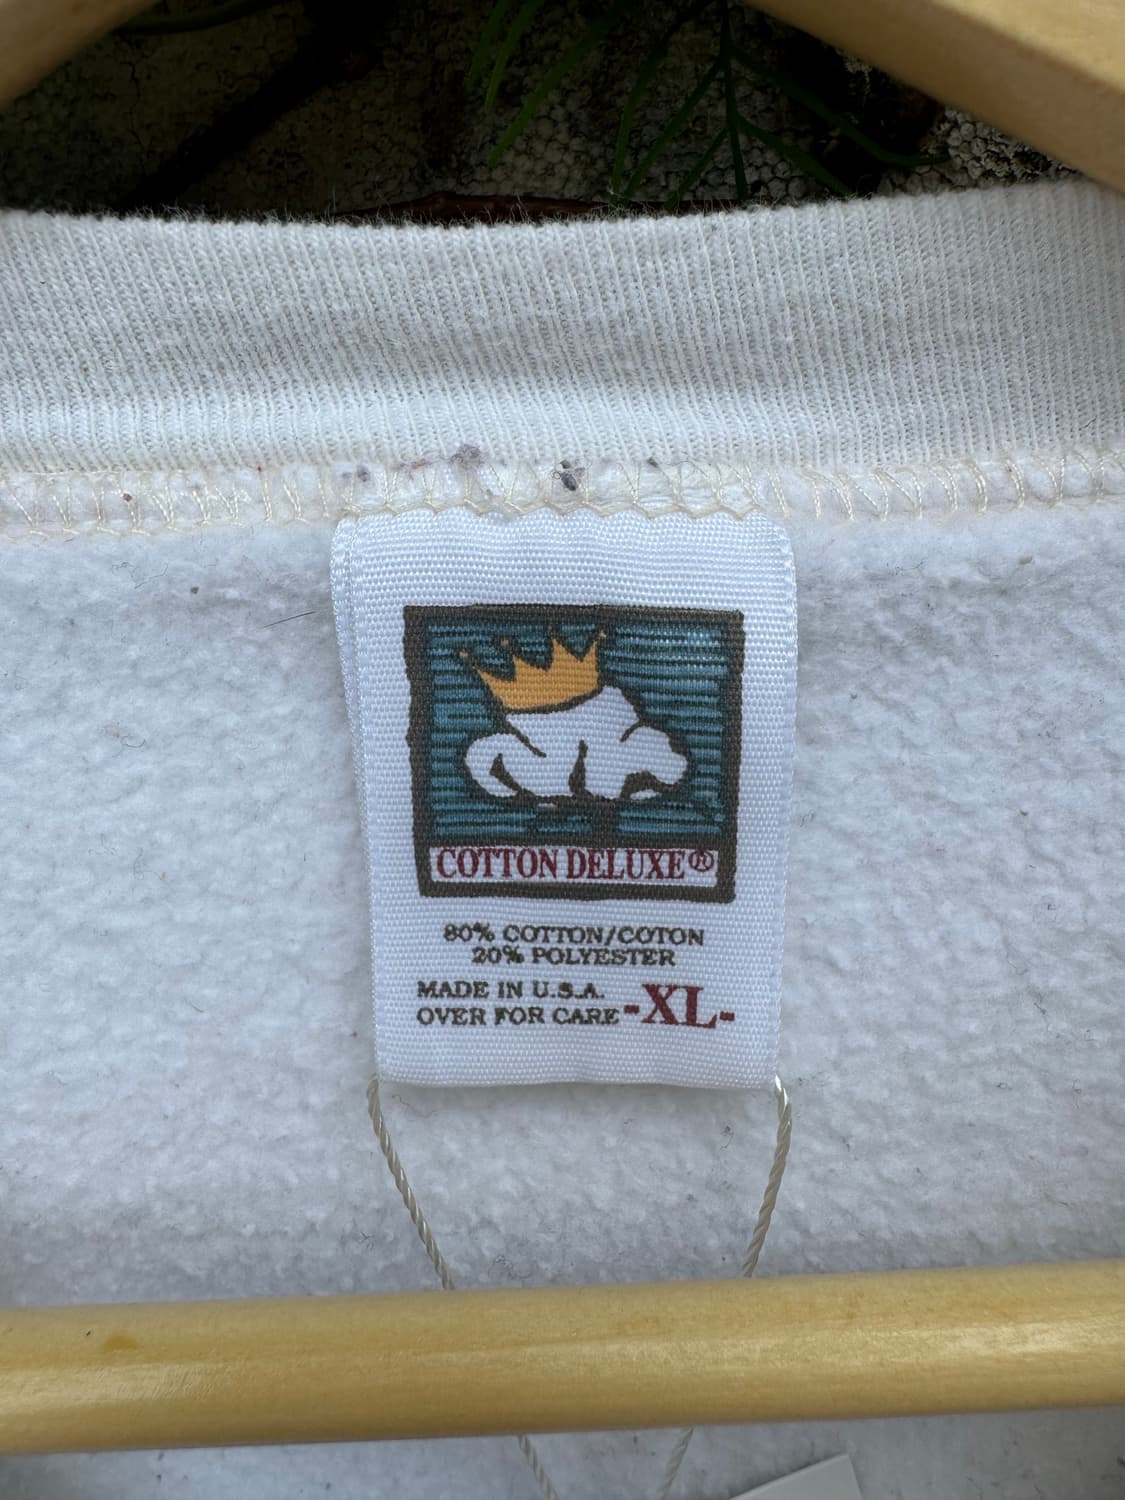 COTTON DELUXE®
80% COTTON/COTON
20% POLYESTER
MADE IN U.S.A.
OVER FOR CARE -XL-